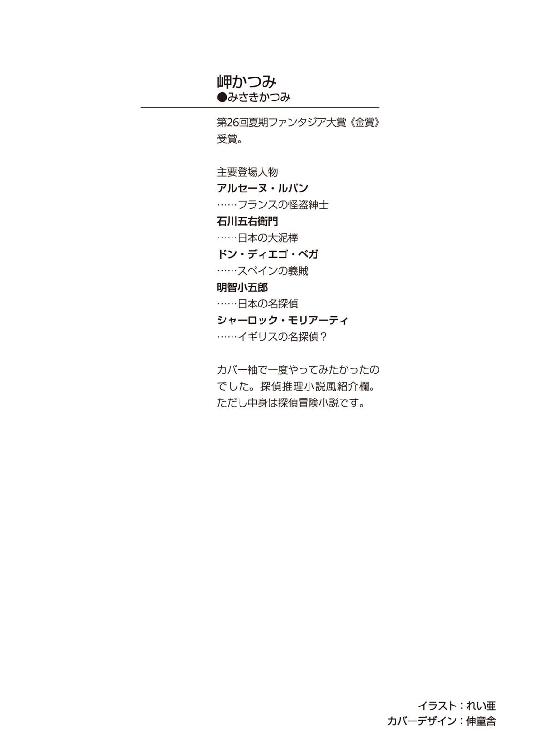 岬かつみ
●みさきかつみ
第26回夏期ファンタジア大賞《金賞》
受賞。
主要登場人物
アルセーヌ・ルパン
……フランスの怪盗紳士
石川五右衛門
……日本の大泥棒
ドン・ディエゴ・ベガ
……スペインの義賊
明智小五郎
……日本の名探偵
シャーロック・モリアーティ
……イギリスの名探偵？
カバー袖で一度やってみたかったの
でした。探偵推理小説風紹介欄。
ただし中身は探偵冒険小説です。
イラスト：れい亜
カバーデザイン：伸童舎